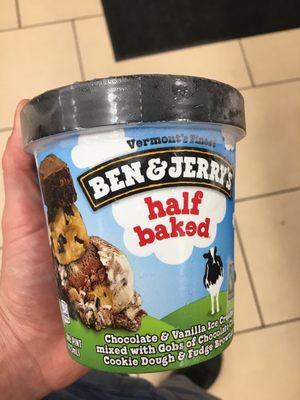 Vermont's Finest
BEN & JERRY'S
half
baked
Chocolate & Vanilla Ice Cream
mixed with Gobs of Chocolate
Cookie Dough & Fudge Brownies
PINT